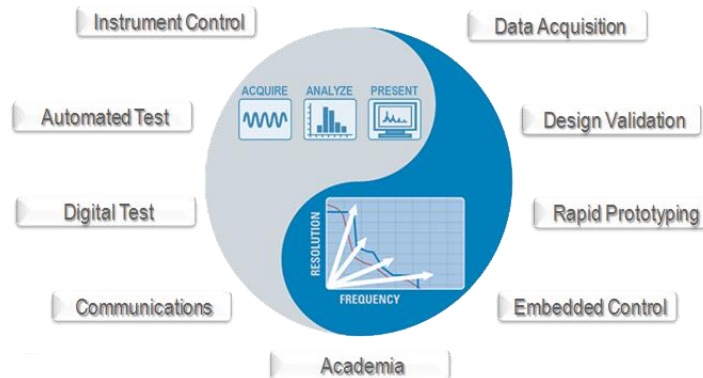 Instrument Control
Data Acquisition
ACQUIRE ANALYZE PRESENT
Automated Test
Design Validation
Digital Test
Rapid Prototyping
RESOLUTION
FREQUENCY
Communications
Embedded Control
Academia